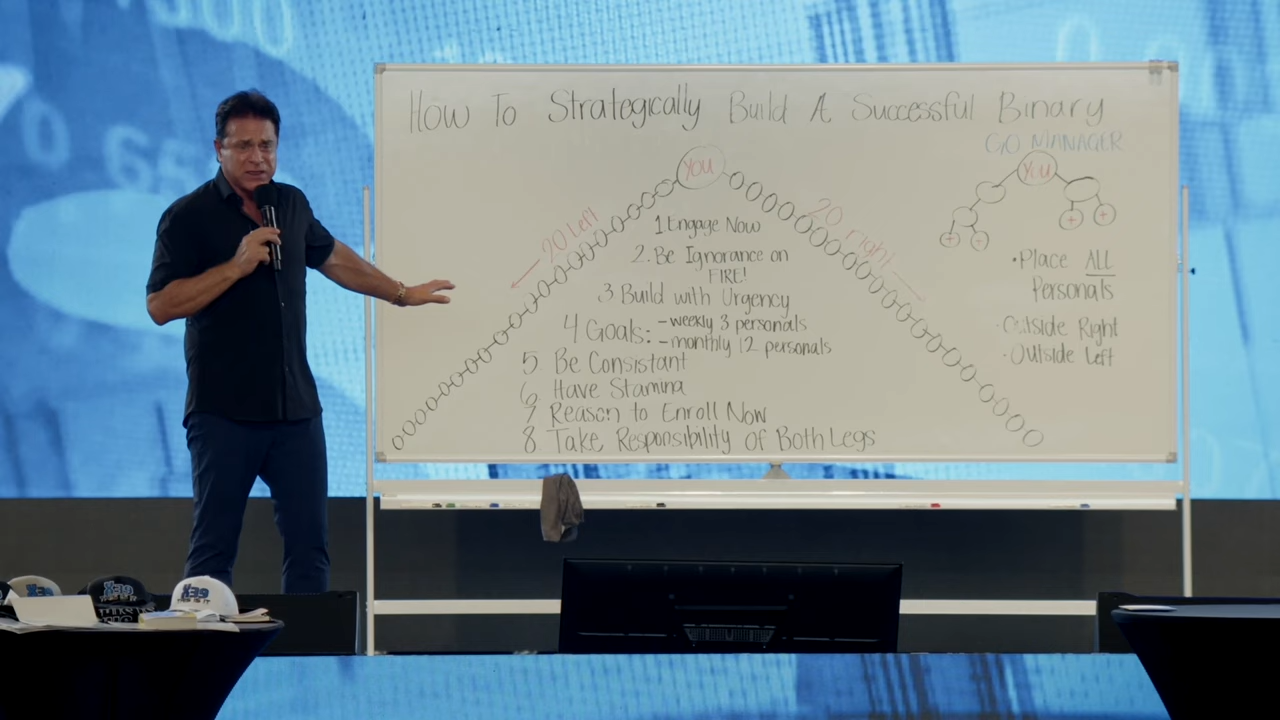 How To Strategically Build A Successful Binary
GO MANAGER
You
You
20 Left
20 right
1 Engage Now
2. Be Ignorance on
FIRE!
3 Build with Urgency
4 Goals: - weekly 3 personals
- monthly 12 personals
5 Be Consistant
6 Have Stamina
7 Reason to Enroll Now
8 Take Responsibility of Both Legs
• Place ALL
Personals
• Outside Right
• Outside Left
+ +
+ +
X39
X39
X39